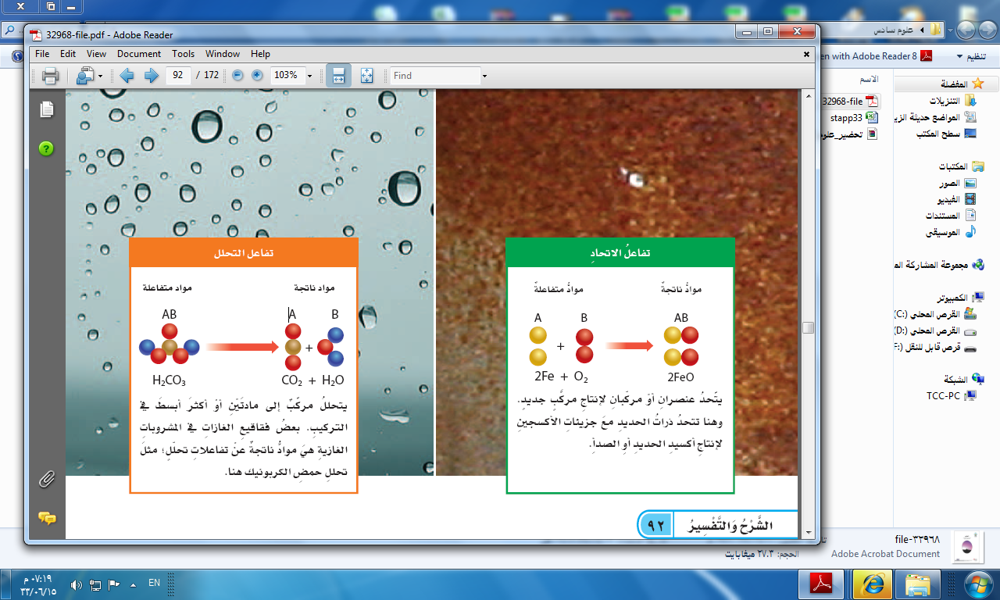 علوم سادس
32968-file.pdf - Adobe Reader
File Edit View Document Tools Window Help
92 / 172 103% Find
تنظيم
en with Adobe Reader 8
الاسم
32968-file
stapp33
تحضير_علوم
المفضلة
التنزيلات
المواضع حديثة الزي
سطح المكتب
المكتبات
الصور
الفيديو
المستندات
الموسيقى
مجموعة المشاركة الم
الكمبيوتر
القرص المحلي (C:)
القرص المحلي (D:)
قرص قابل للنقل (F:)
الشبكة
TCC-PC
تفاعلُ الاتحادِ
موادُّ متفاعلةٌ
موادُّ ناتجةٌ
A B AB
+
2Fe + O₂ 2FeO
يتّحدُ عنصرانِ أوْ مركّبانِ لإنتاجِ مركَّبٍ جديدٍ.
وهنا تتحدُ ذراتُ الحديدِ معَ جزيئاتِ الأكسجينِ
لإنتاجِ أكسيدِ الحديدِ أوِ الصدأِ.
تفاعل التحلل
مواد متفاعلة
مواد ناتجة
AB A B
+
H₂CO₃ CO₂ + H₂O
يتحللُ مركّبٌ إلى مادتَيْنِ أوْ أكثرَ أبسطَ في
التركيبِ. بعضُ فقاقيعِ الغازاتِ في المشروباتِ
الغازيةِ هيَ موادُّ ناتجةٌ عنْ تفاعلاتِ تحللٍ؛ مثلَ
تحللِ حمضِ الكربونيك هنا.
الشَّرْحُ وَالتَّفْسِيرُ
٩٢
file-٣٢٩٦٨
Adobe Acrobat Document
الحجم: ٢٧.٣ ميغابايت
EN
٠٧:١٩ م
٣٣/٠٦/١٥